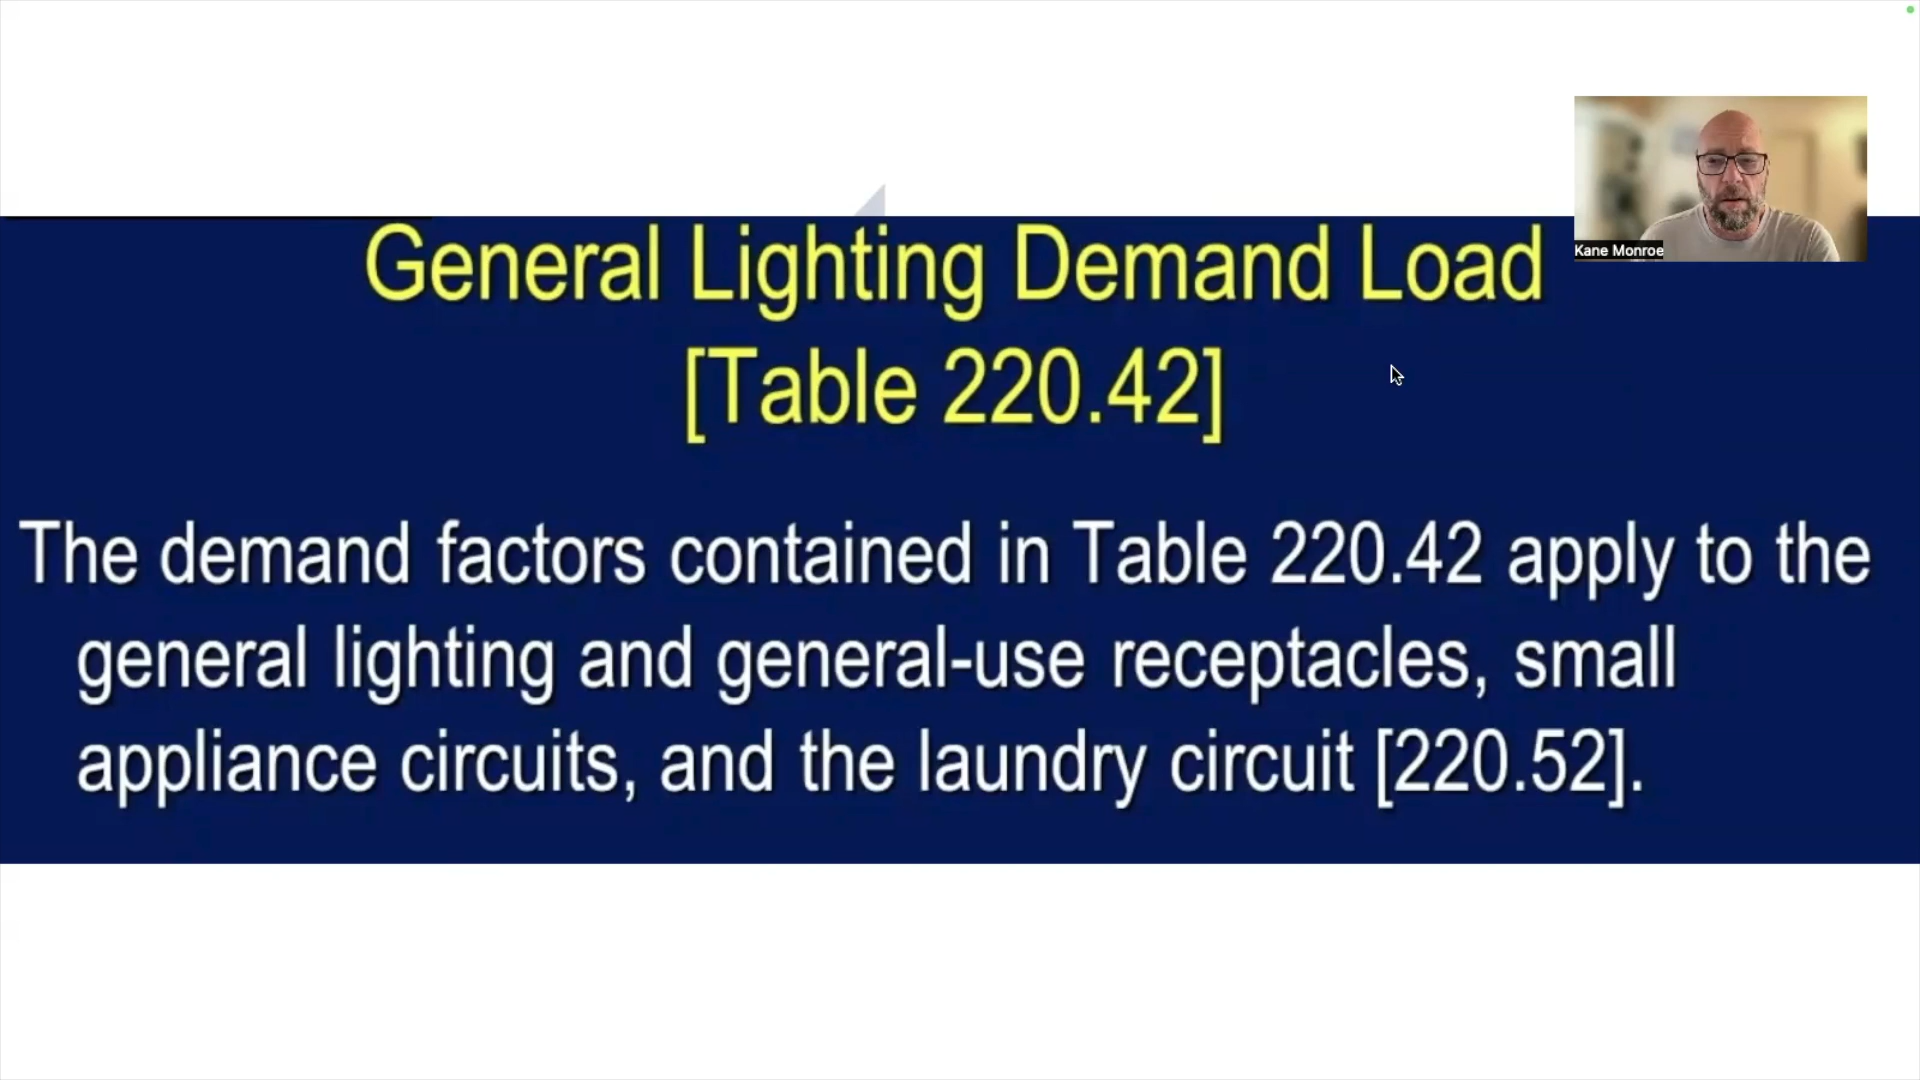 Kane Monroe
General Lighting Demand Load
[Table 220.42]
The demand factors contained in Table 220.42 apply to the
general lighting and general-use receptacles, small
appliance circuits, and the laundry circuit [220.52].